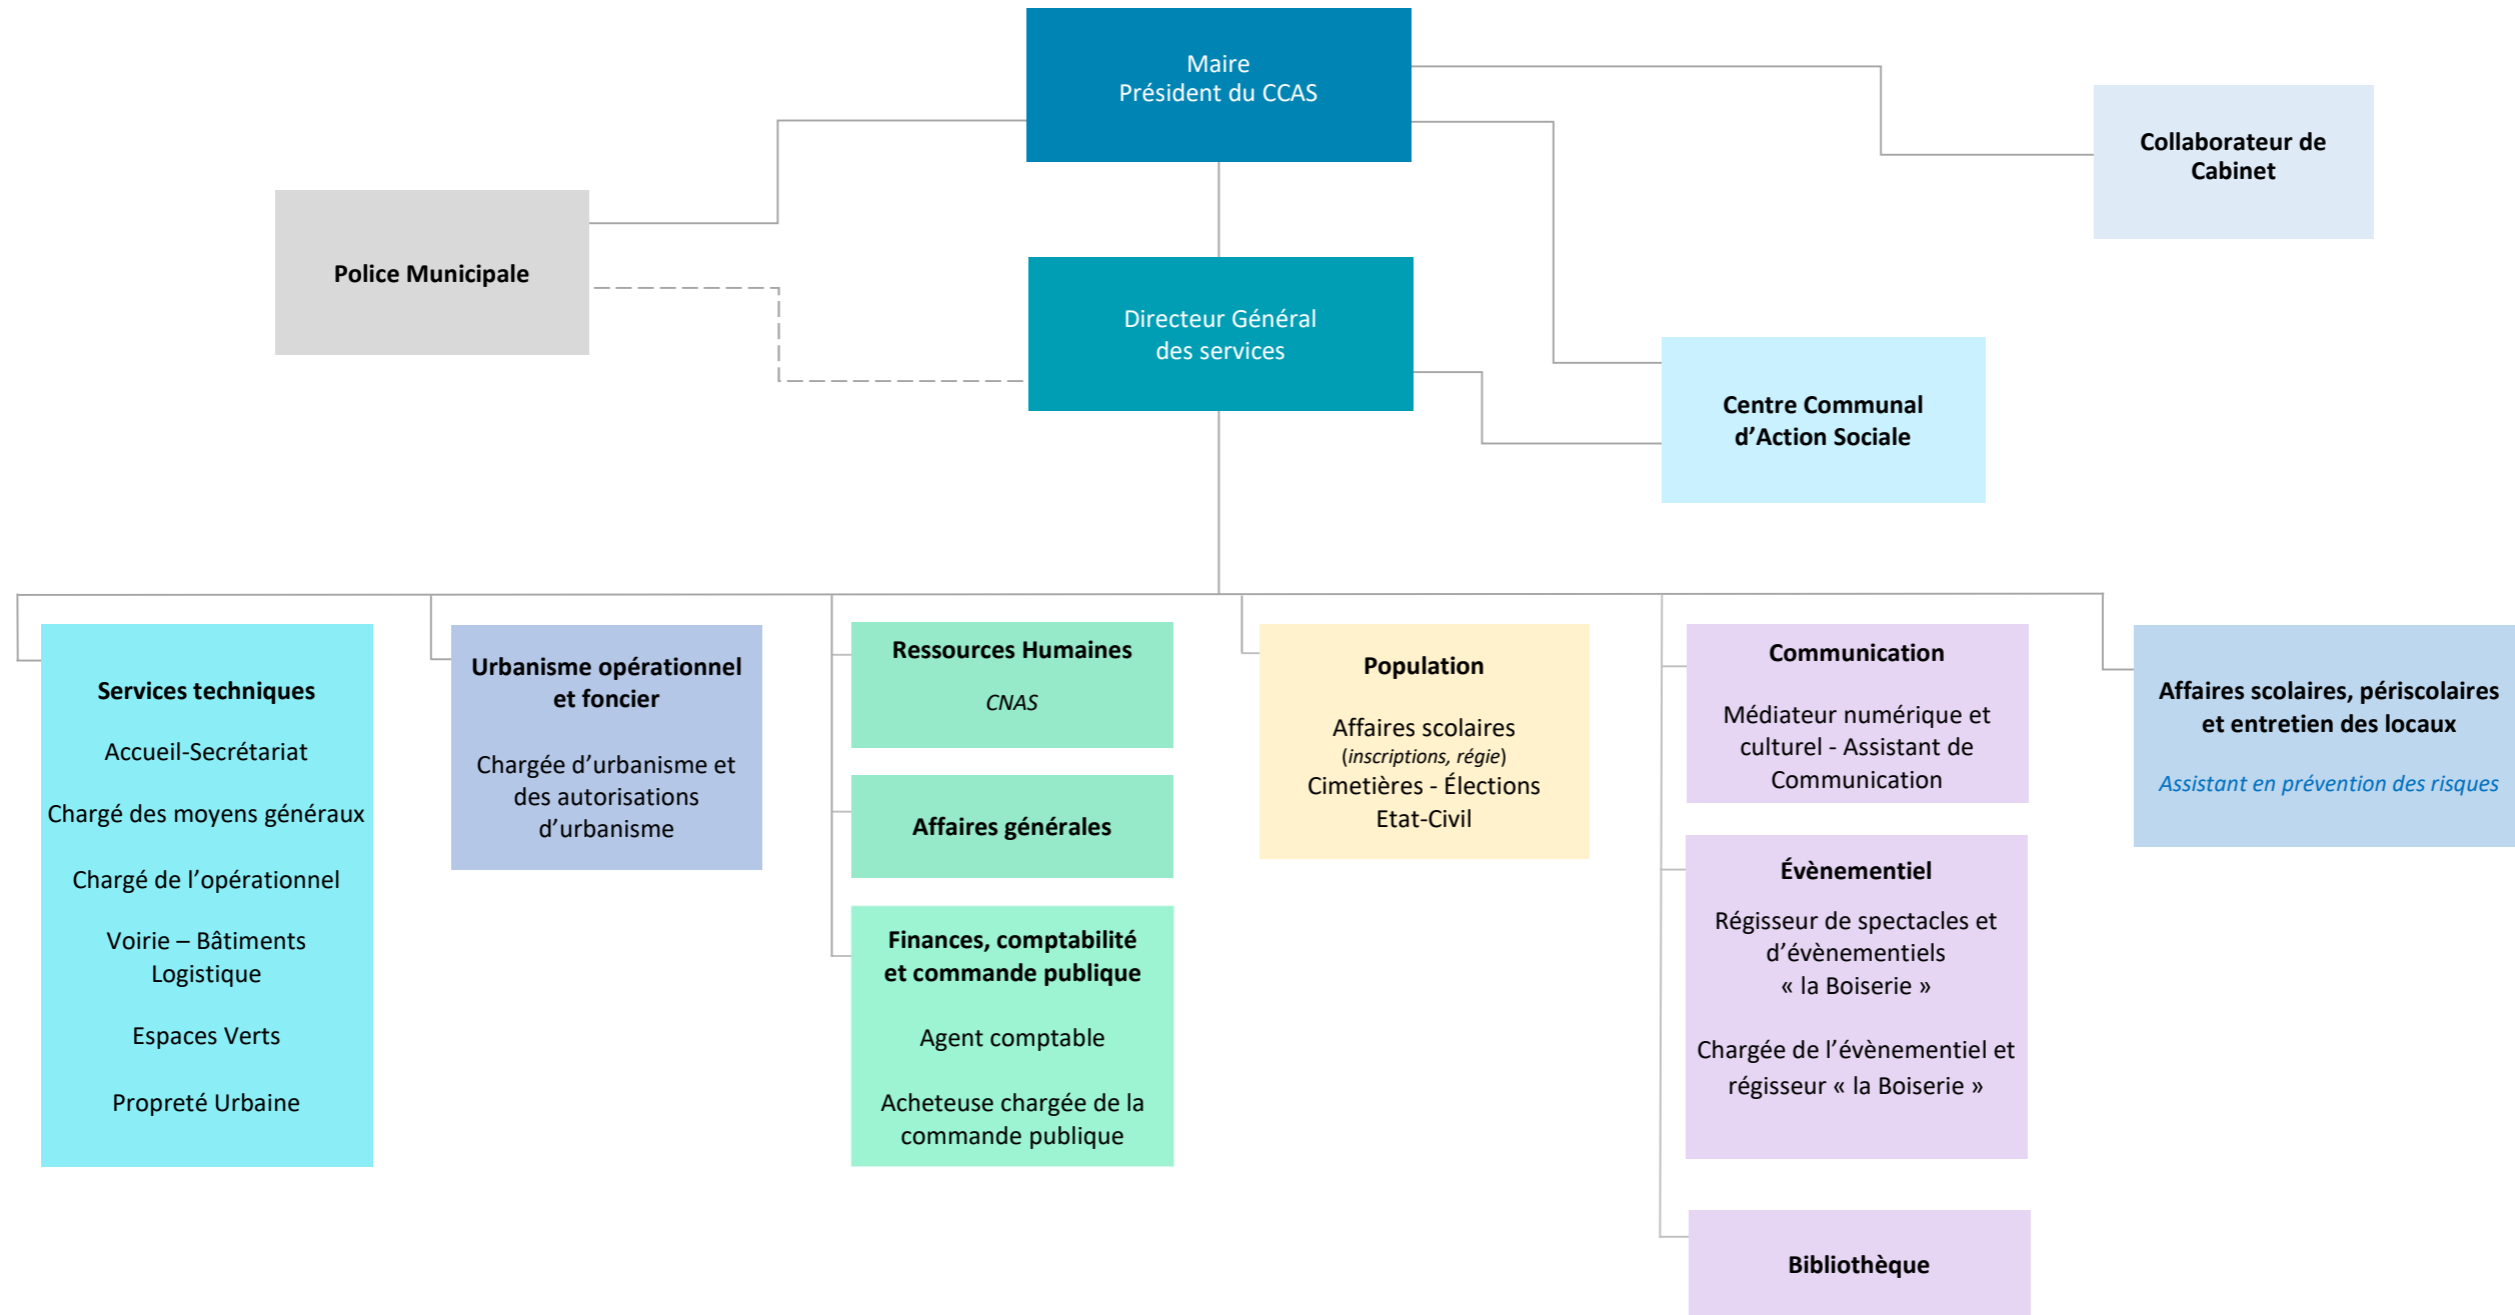 Maire
Président du CCAS
Collaborateur de
Cabinet
Police Municipale
Directeur Général
des services
Centre Communal
d’Action Sociale
Services techniques
Accueil-Secrétariat
Chargé des moyens généraux
Chargé de l’opérationnel
Voirie – Bâtiments
Logistique
Espaces Verts
Propreté Urbaine
Urbanisme opérationnel
et foncier
Chargée d’urbanisme et
des autorisations
d’urbanisme
Ressources Humaines
CNAS
Affaires générales
Finances, comptabilité
et commande publique
Agent comptable
Acheteuse chargée de la
commande publique
Population
Affaires scolaires
(inscriptions, régie)
Cimetières - Élections
Etat-Civil
Communication
Médiateur numérique et
culturel - Assistant de
Communication
Évènementiel
Régisseur de spectacles et
d’évènementiels
« la Boiserie »
Chargée de l’évènementiel et
régisseur « la Boiserie »
Bibliothèque
Affaires scolaires, périscolaires
et entretien des locaux
Assistant en prévention des risques